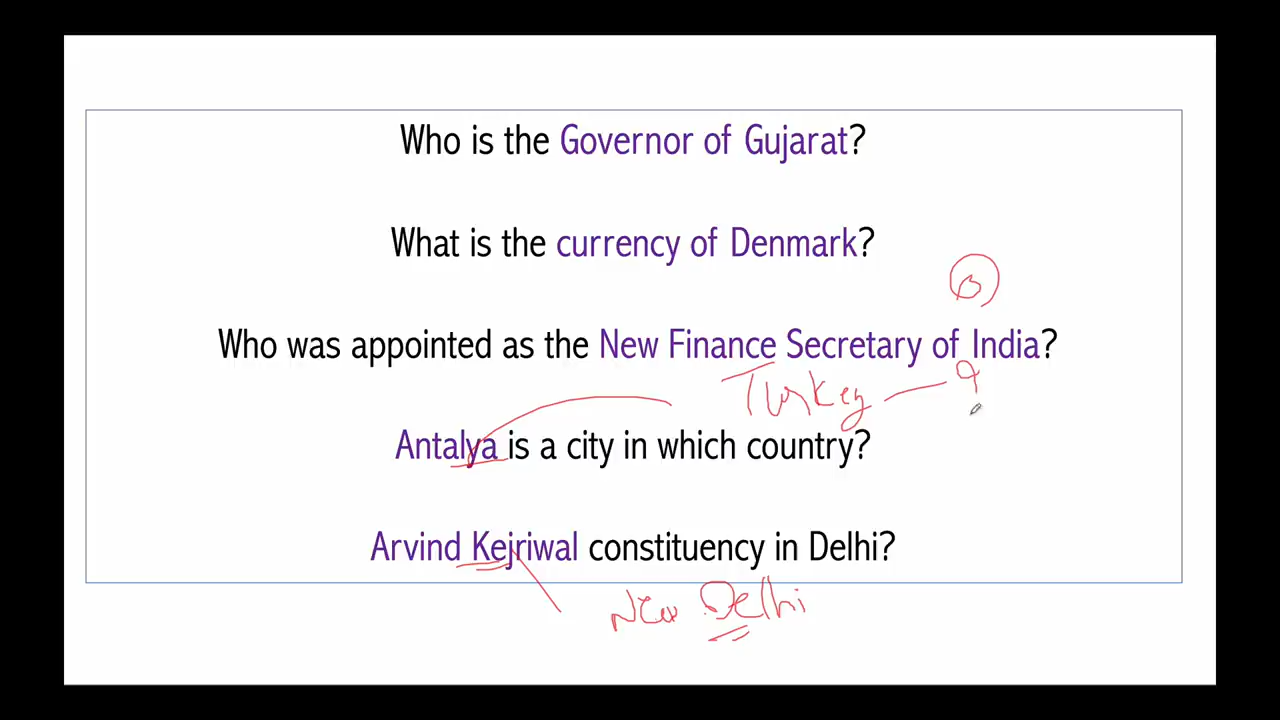 Who is the Governor of Gujarat?
What is the currency of Denmark?
Who was appointed as the New Finance Secretary of India?
Turkey
Antalya is a city in which country?
Arvind Kejriwal constituency in Delhi?
New Delhi